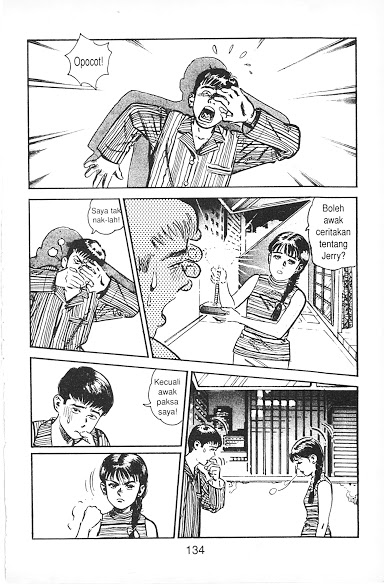 Opocot!
Boleh
awak
ceritakan
tentang
Jerry?
Saya tak
nak-lah!
Kecuali
awak
paksa
saya!
134